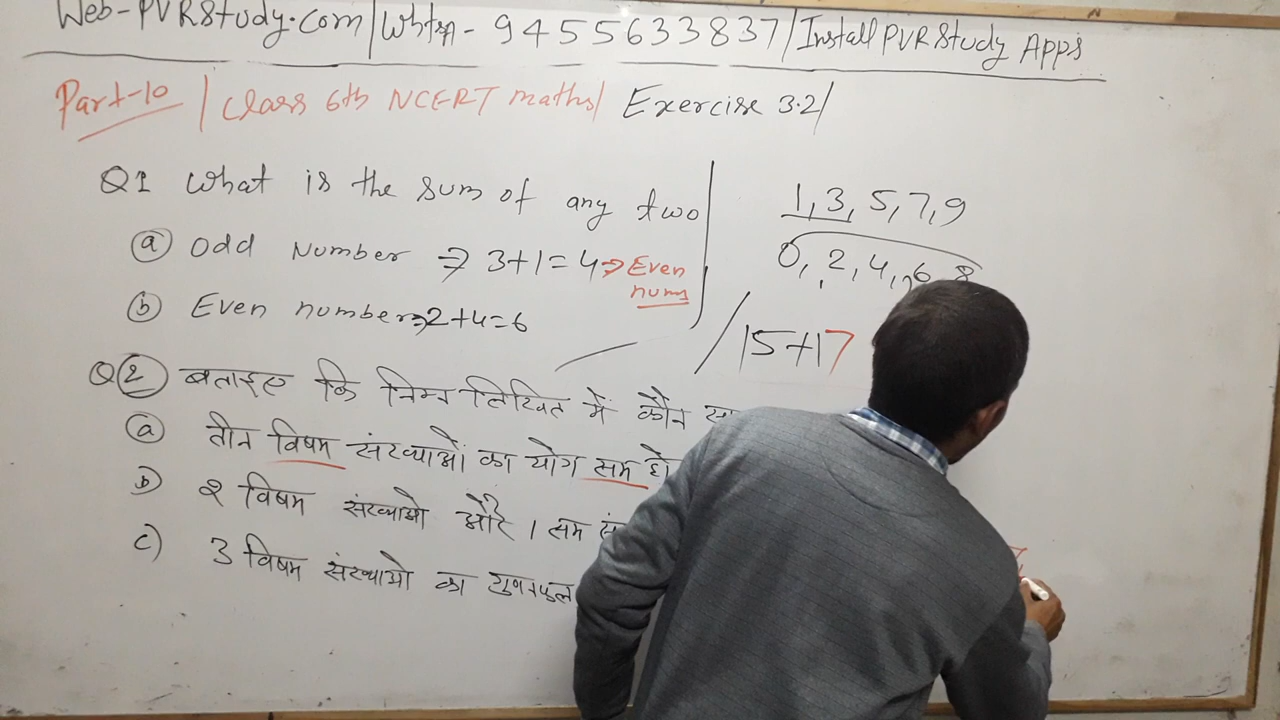 Web-PVRStudy.com/Whtsp-9455633837/Install PVR Study Apps
Part-10 / Class 6th NCERT maths/ Exercise 3.2/
Q1 What is the sum of any two
(a) Odd Number ⇒ 3+1=4 ⇒ Even nums
(b) Even number⇒2+4=6
1, 3, 5, 7, 9
0, 2, 4, 6 8
15+17
Q(2) बताइए कि निम्नलिखित में कौन
(a) तीन विषम संख्याओं का योग सम हो
b) २ विषम संख्याओ और 1 सम
c) 3 विषम संख्याओ का गुणनफल